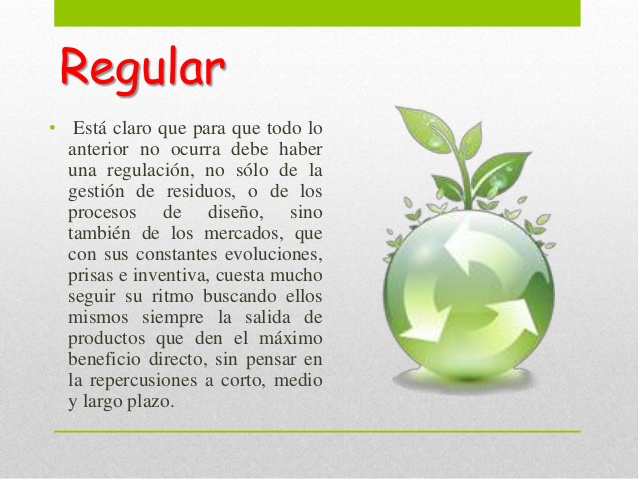 Regular
• Está claro que para que todo lo
anterior no ocurra debe haber
una regulación, no sólo de la
gestión de residuos, o de los
procesos de diseño, sino
también de los mercados, que
con sus constantes evoluciones,
prisas e inventiva, cuesta mucho
seguir su ritmo buscando ellos
mismos siempre la salida de
productos que den el máximo
beneficio directo, sin pensar en
la repercusiones a corto, medio
y largo plazo.